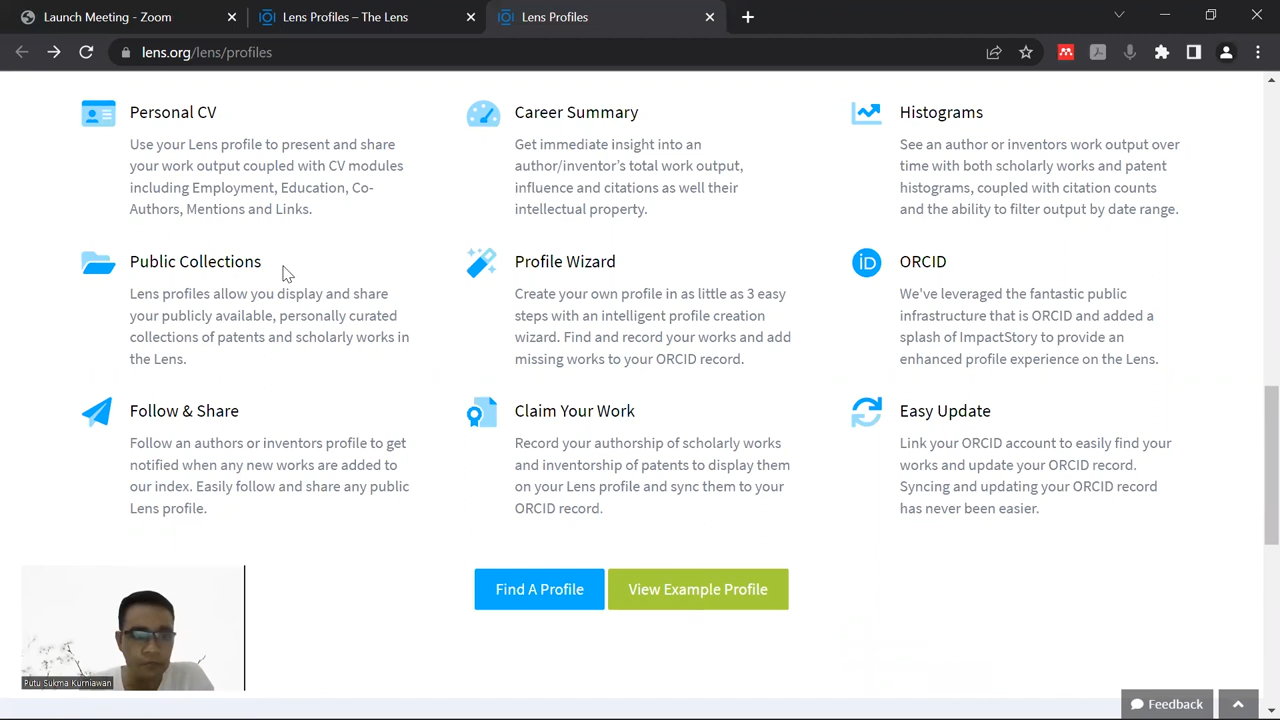 Launch Meeting - Zoom
Lens Profiles – The Lens
Lens Profiles
lens.org/lens/profiles
Personal CV
Use your Lens profile to present and share
your work output coupled with CV modules
including Employment, Education, Co-
Authors, Mentions and Links.
Career Summary
Get immediate insight into an
author/inventor's total work output,
influence and citations as well their
intellectual property.
Histograms
See an author or inventors work output over
time with both scholarly works and patent
histograms, coupled with citation counts
and the ability to filter output by date range.
Public Collections
Lens profiles allow you display and share
your publicly available, personally curated
collections of patents and scholarly works in
the Lens.
Profile Wizard
Create your own profile in as little as 3 easy
steps with an intelligent profile creation
wizard. Find and record your works and add
missing works to your ORCID record.
iD
ORCID
We've leveraged the fantastic public
infrastructure that is ORCID and added a
splash of ImpactStory to provide an
enhanced profile experience on the Lens.
Follow & Share
Follow an authors or inventors profile to get
notified when any new works are added to
our index. Easily follow and share any public
Lens profile.
Claim Your Work
Record your authorship of scholarly works
and inventorship of patents to display them
on your Lens profile and sync them to your
ORCID record.
Easy Update
Link your ORCID account to easily find your
works and update your ORCID record.
Syncing and updating your ORCID record
has never been easier.
Find A Profile
View Example Profile
Putu Sukma Kurniawan
Feedback